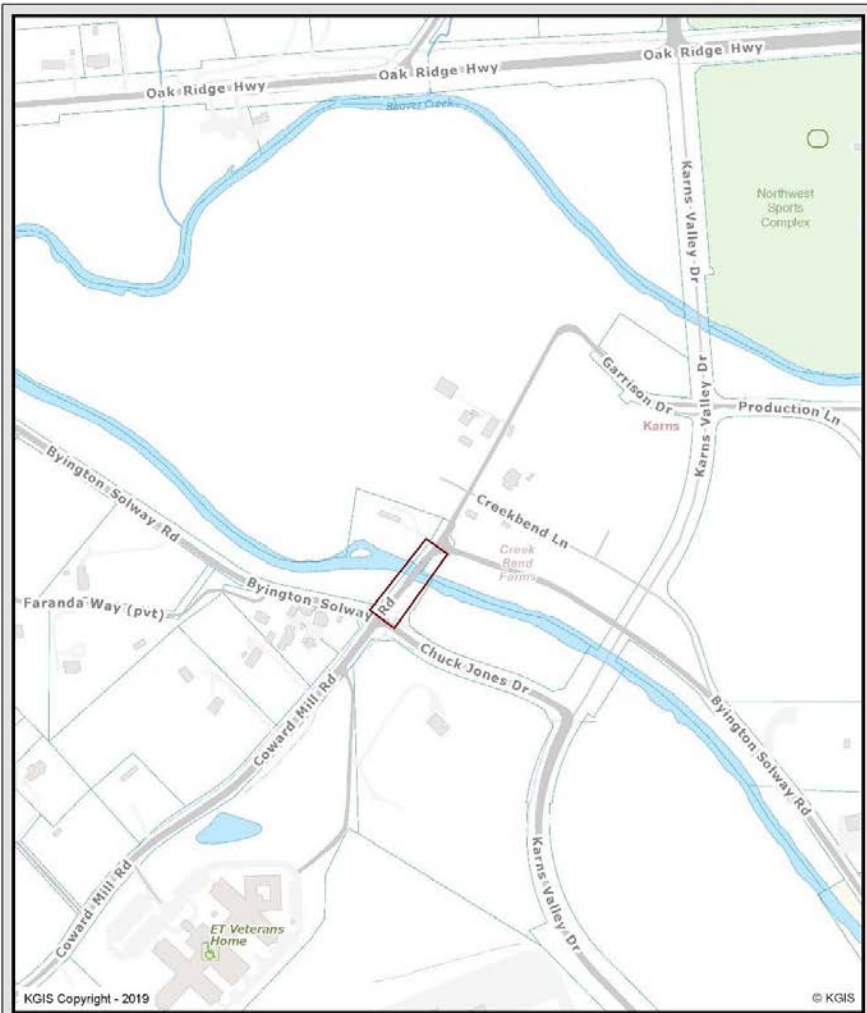 Oak Ridge Hwy
Oak Ridge Hwy
Oak Ridge Hwy
Beaver Creek
Karns Valley Dr
Northwest
Sports
Complex
Garrison Dr
Karns Valley Dr
Production Ln
Karns
Byington Solway Rd
Creekbend Ln
Creek
Bend
Farms
Faranda Way (pvt)
Byington Solway Rd
Chuck Jones Dr
Coward Mill Rd
Byington Solway Rd
Karns Valley Dr
Coward Mill Rd
ET Veterans
Home
KGIS Copyright - 2019
© KGIS